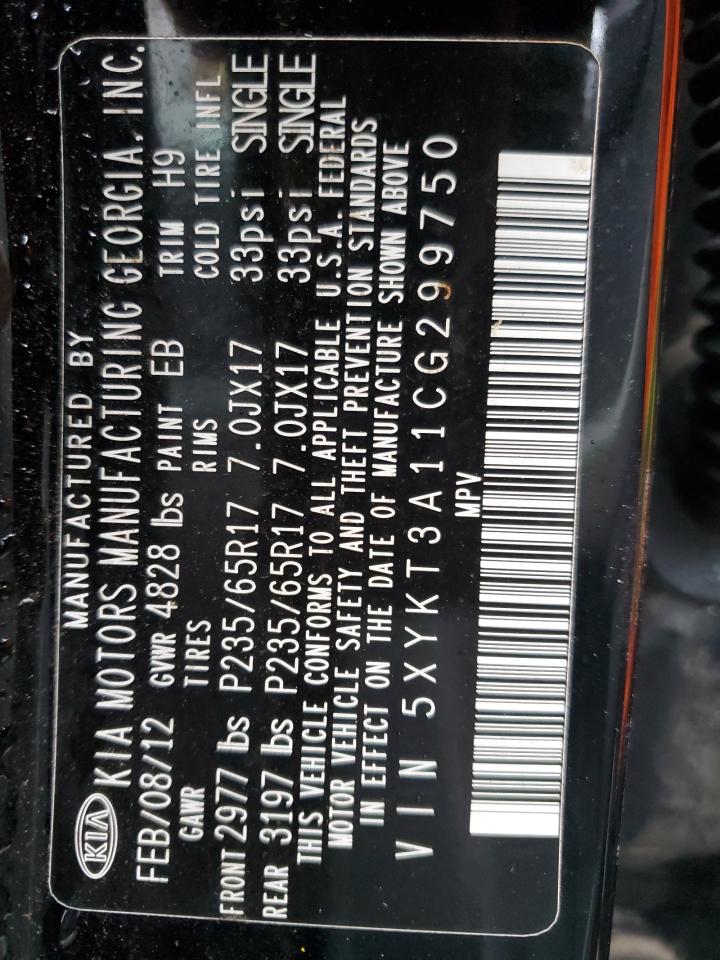 MANUFACTURED BY
KIA KIA MOTORS MANUFACTURING GEORGIA, INC.
FEB/08/12 GVWR 4828 lbs PAINT EB TRIM H9
GAWR TIRES RIMS COLD TIRE INFL
FRONT 2977 lbs P235/65R17 7.0JX17 33psi SINGLE
REAR 3197 lbs P235/65R17 7.0JX17 33psi SINGLE
THIS VEHICLE CONFORMS TO ALL APPLICABLE U.S.A. FEDERAL
MOTOR VEHICLE SAFETY AND THEFT PREVENTION STANDARDS
IN EFFECT ON THE DATE OF MANUFACTURE SHOWN ABOVE
VIN 5XYKT3A11CG299750
MPV